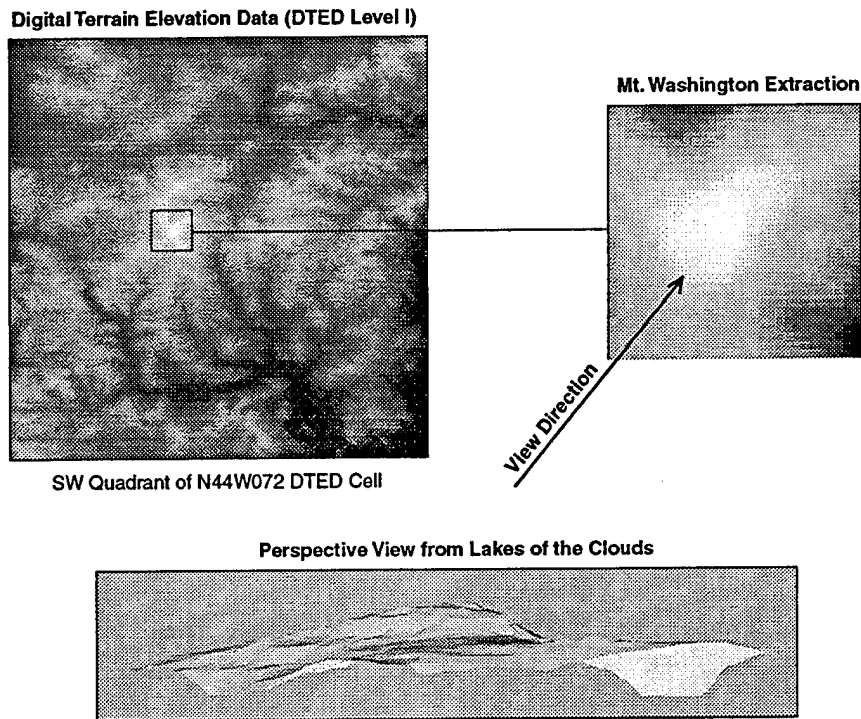 Digital Terrain Elevation Data (DTED Level I)
Mt. Washington Extraction
View Direction
SW Quadrant of N44W072 DTED Cell
Perspective View from Lakes of the Clouds